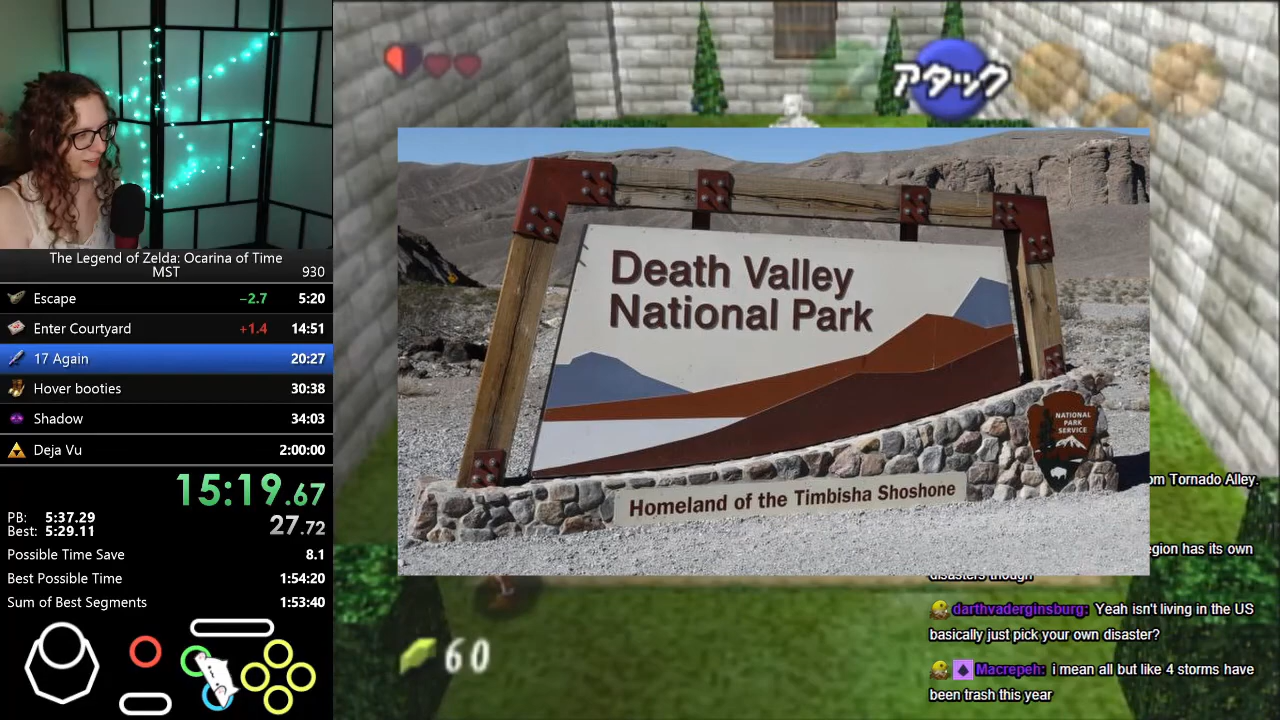 The Legend of Zelda: Ocarina of Time
MST 930
Escape −2.7 5:20
Enter Courtyard +1.4 14:51
17 Again 20:27
Hover booties 30:38
Shadow 34:03
Deja Vu 2:00:00
15:19.67
PB: 5:37.29
Best: 5:29.11
27.72
Possible Time Save 8.1
Best Possible Time 1:54:20
Sum of Best Segments 1:53:40
アタック
Death Valley
National Park
NATIONAL
PARK
SERVICE
Homeland of the Timbisha Shoshone
60
Tornado Alley.
has its own
disasters though
darthvaderginsburg: Yeah isn't living in the US
basically just pick your own disaster?
Macrepeh: i mean all but like 4 storms have
been trash this year